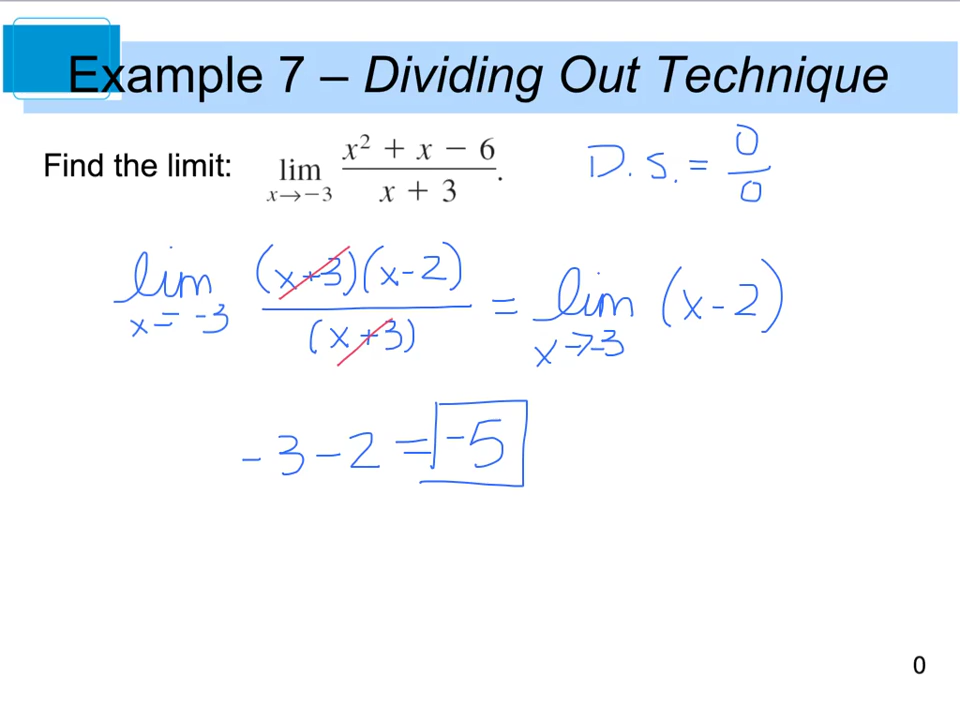 Example 7 – Dividing Out Technique
Find the limit: lim x→−3 (x² + x − 6)/(x + 3).
D.S. = 0/0
lim x = -3 (x+3)(x-2)/(x+3) = lim x→-3 (x-2)
-3-2 = -5
0